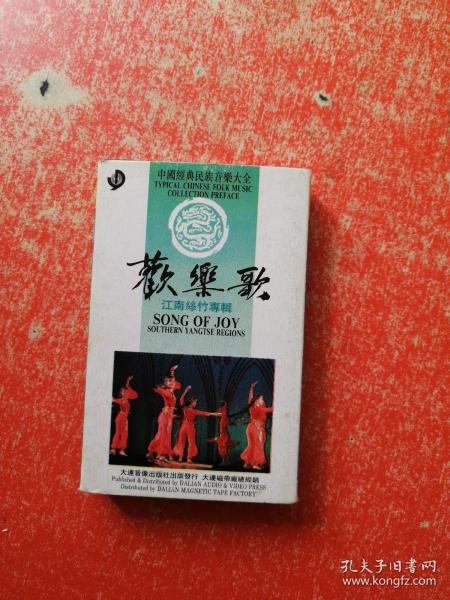 中國經典民族音樂大全
TYPICAL CHINESE FOLK MUSIC
COLLECTION PREFACE
歡樂歌
江南絲竹專輯
SONG OF JOY
SOUTHERN YANGTSE REGIONS
大連音像出版社出版發行 大連磁帶廠總經銷
Published & Distributed by DALIAN AUDIO & VIDEO PRESS
Distributed by DALIAN MAGNETIC TAPE FACTORY
孔夫子旧书网
www.kongfz.com